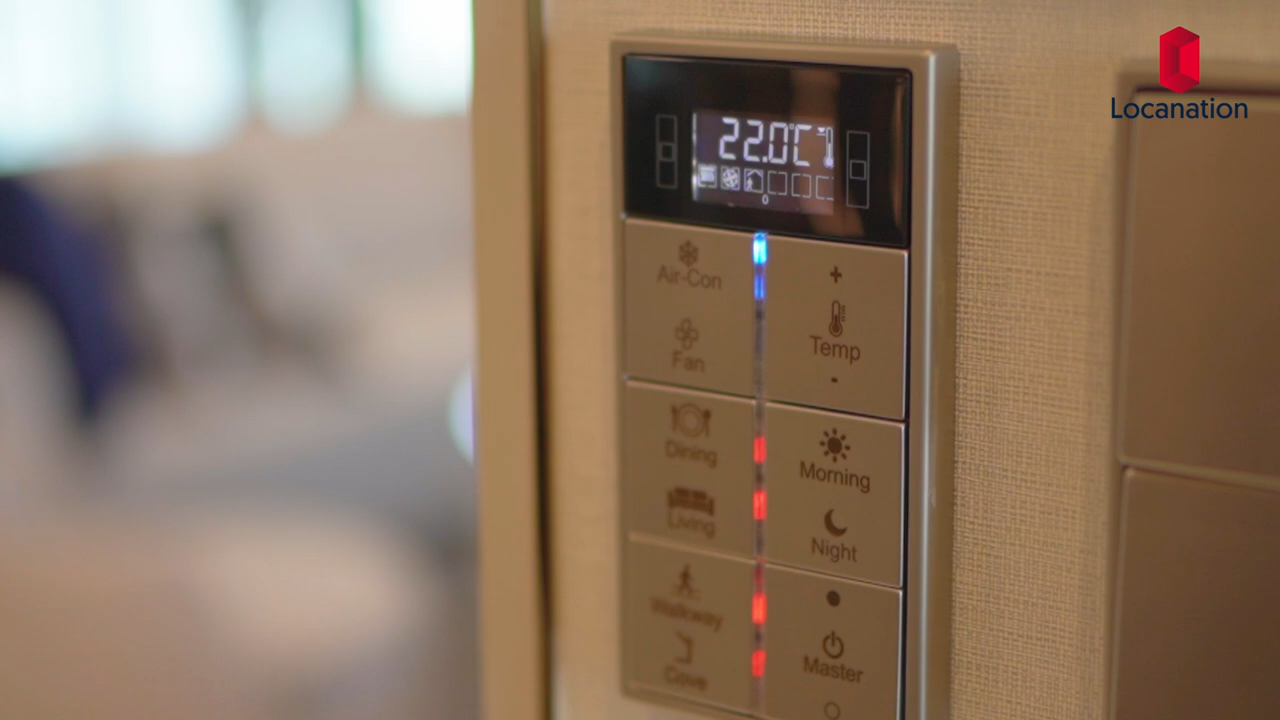 Locanation
22.0°C
Air-Con
+
Fan
Temp
-
Dining
Morning
Living
Night
Walkway
Master
Cove